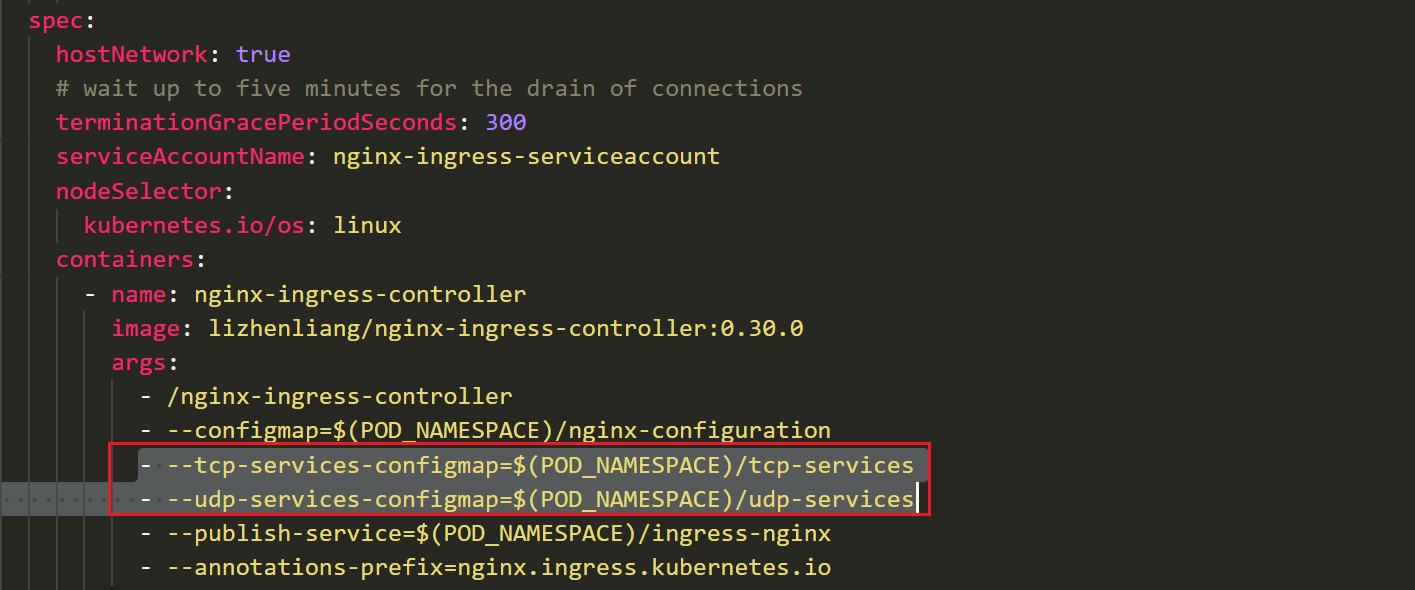 spec:
hostNetwork: true
# wait up to five minutes for the drain of connections
terminationGracePeriodSeconds: 300
serviceAccountName: nginx-ingress-serviceaccount
nodeSelector:
kubernetes.io/os: linux
containers:
- name: nginx-ingress-controller
image: lizhenliang/nginx-ingress-controller:0.30.0
args:
- /nginx-ingress-controller
- --configmap=$(POD_NAMESPACE)/nginx-configuration
- --tcp-services-configmap=$(POD_NAMESPACE)/tcp-services
- --udp-services-configmap=$(POD_NAMESPACE)/udp-services
- --publish-service=$(POD_NAMESPACE)/ingress-nginx
- --annotations-prefix=nginx.ingress.kubernetes.io